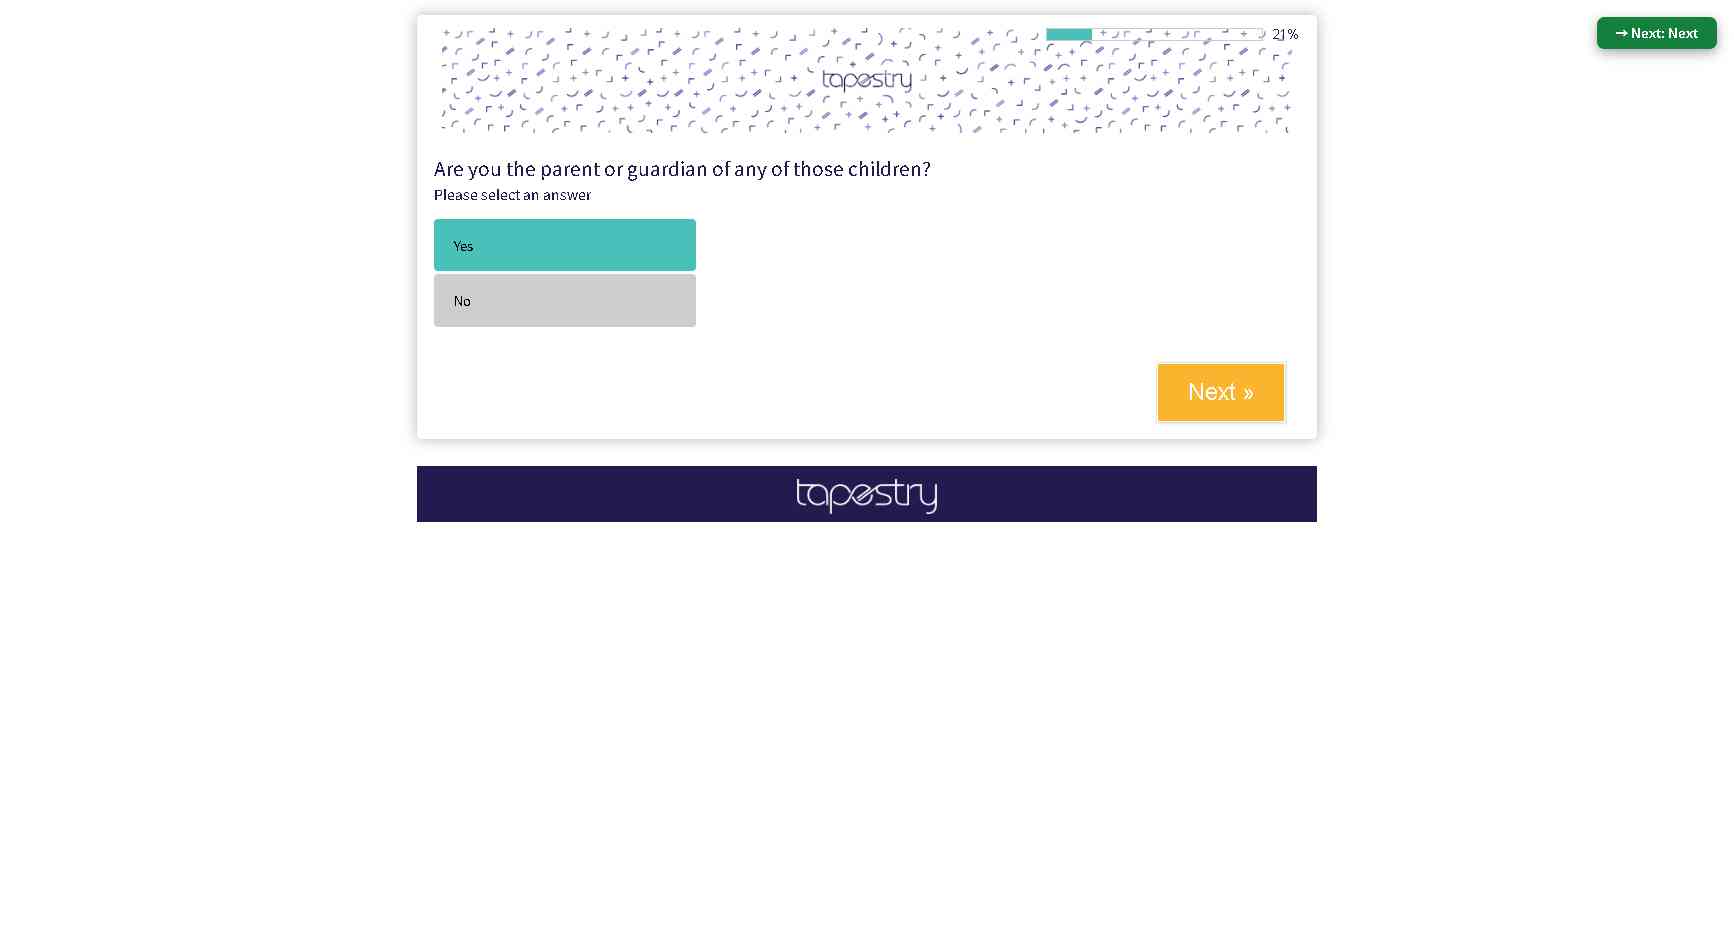 → Next: Next
21%
tapestry
Are you the parent or guardian of any of those children?
Please select an answer
Yes
No
Next »
tapestry